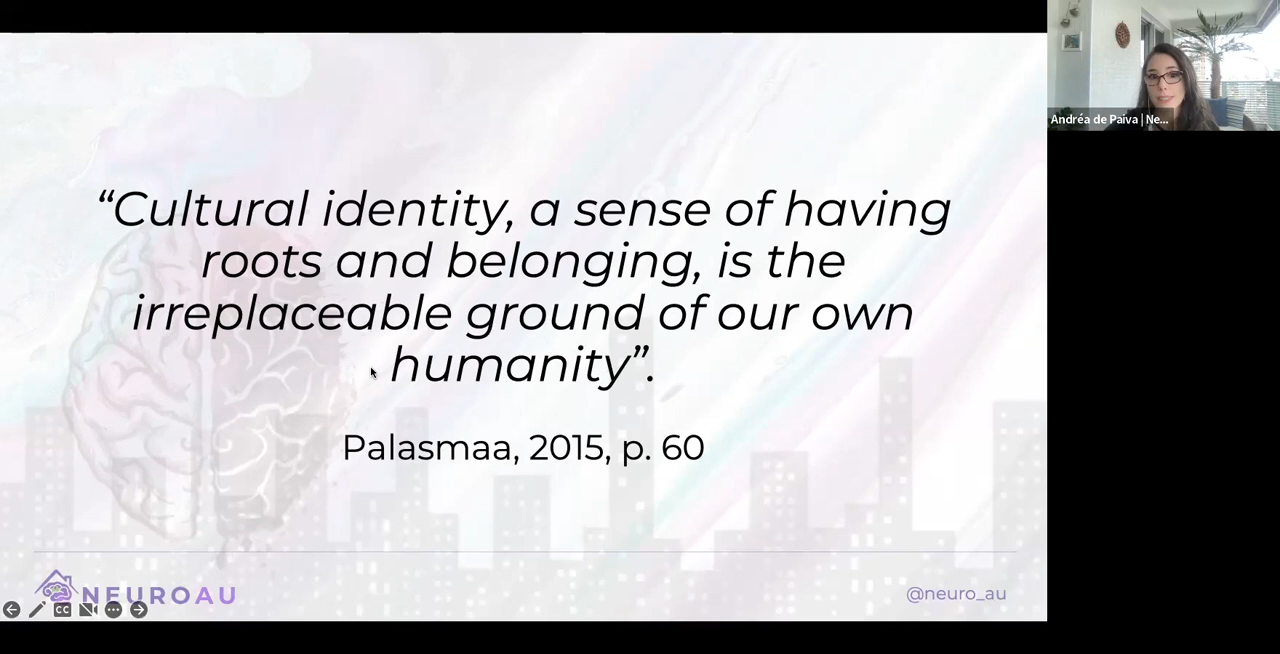 “Cultural identity, a sense of having
roots and belonging, is the
irreplaceable ground of our own
humanity”.
Palasmaa, 2015, p. 60
NEUROAU
@neuro_au
CC
Andréa de Paiva | Ne...